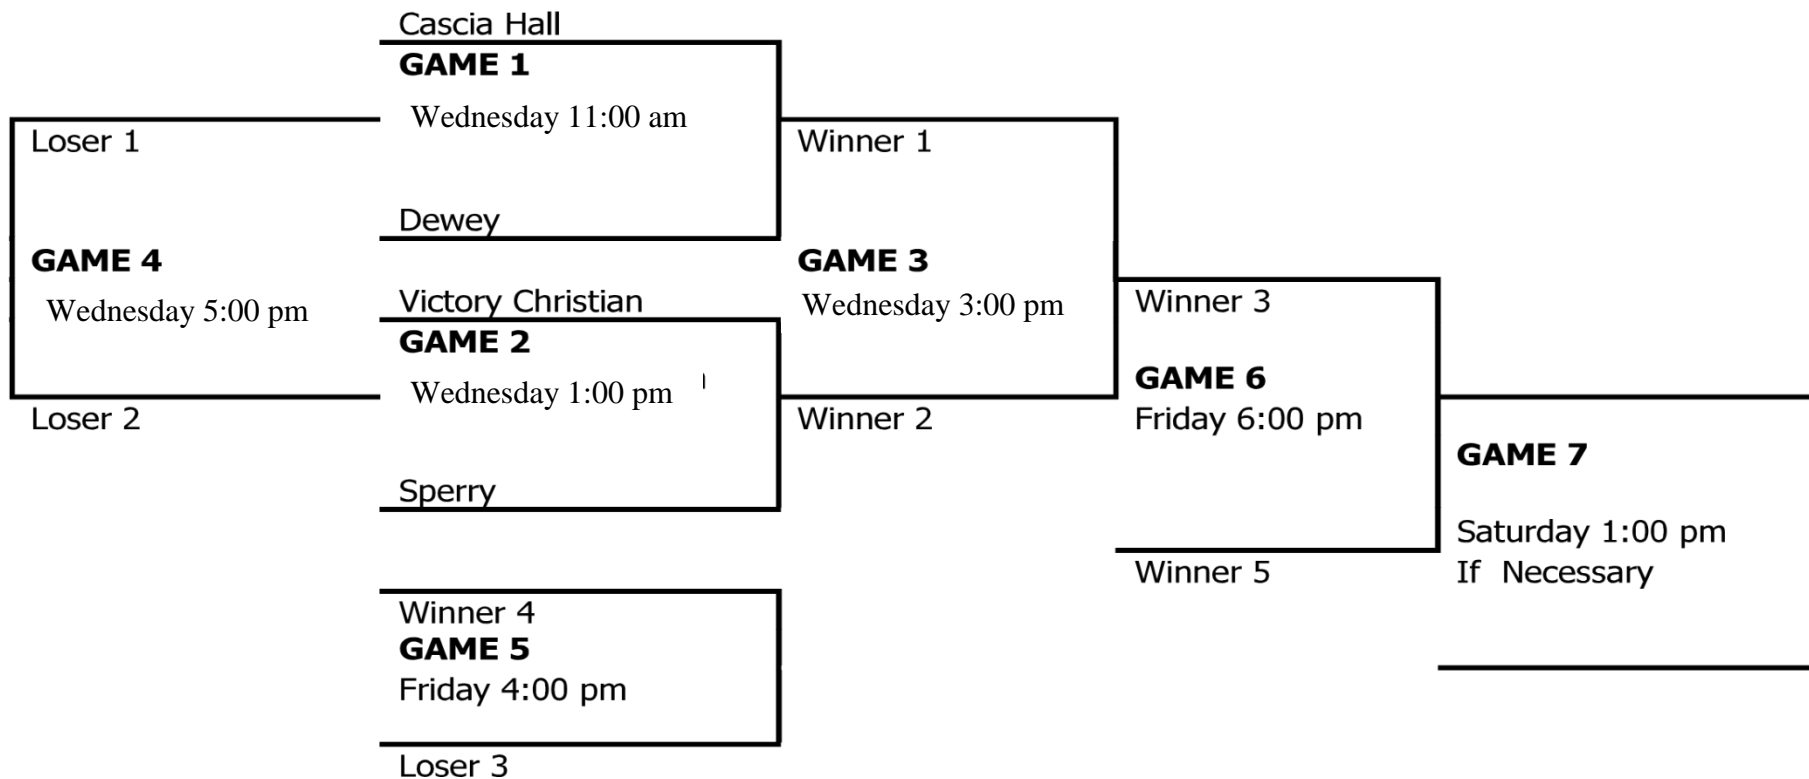 Cascia Hall
GAME 1
Wednesday 11:00 am
Dewey
Loser 1
GAME 4
Wednesday 5:00 pm
Loser 2
Victory Christian
GAME 2
Wednesday 1:00 pm
Sperry
Winner 1
GAME 3
Wednesday 3:00 pm
Winner 2
Winner 4
GAME 5
Friday 4:00 pm
Loser 3
Winner 3
GAME 6
Friday 6:00 pm
Winner 5
GAME 7
Saturday 1:00 pm
If Necessary